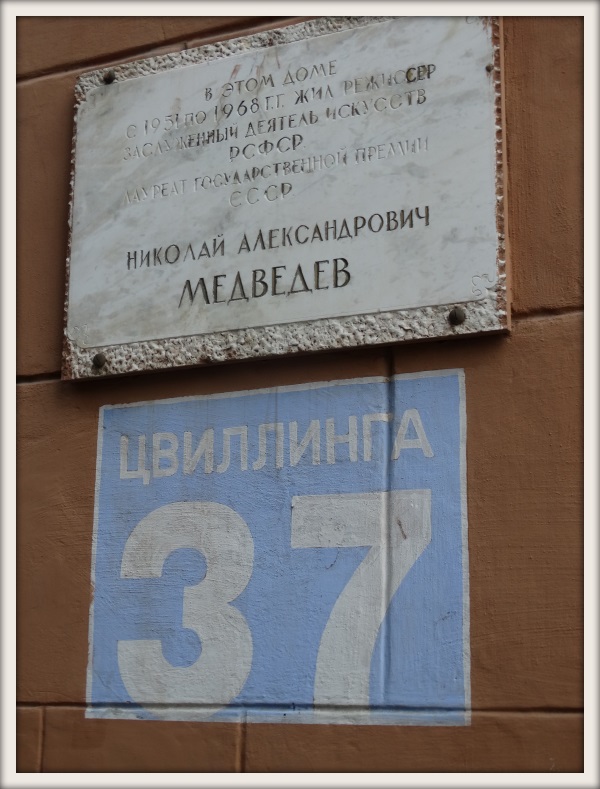 В ЭТОМ ДОМЕ
С 1951 ПО 1968 Г.Г. ЖИЛ РЕЖИССЕР
ЗАСЛУЖЕННЫЙ ДЕЯТЕЛЬ ИСКУССТВ
РСФСР
ЛАУРЕАТ ГОСУДАРСТВЕННОЙ ПРЕМИИ
СССР
НИКОЛАЙ АЛЕКСАНДРОВИЧ
МЕДВЕДЕВ
ЦВИЛЛИНГА
37